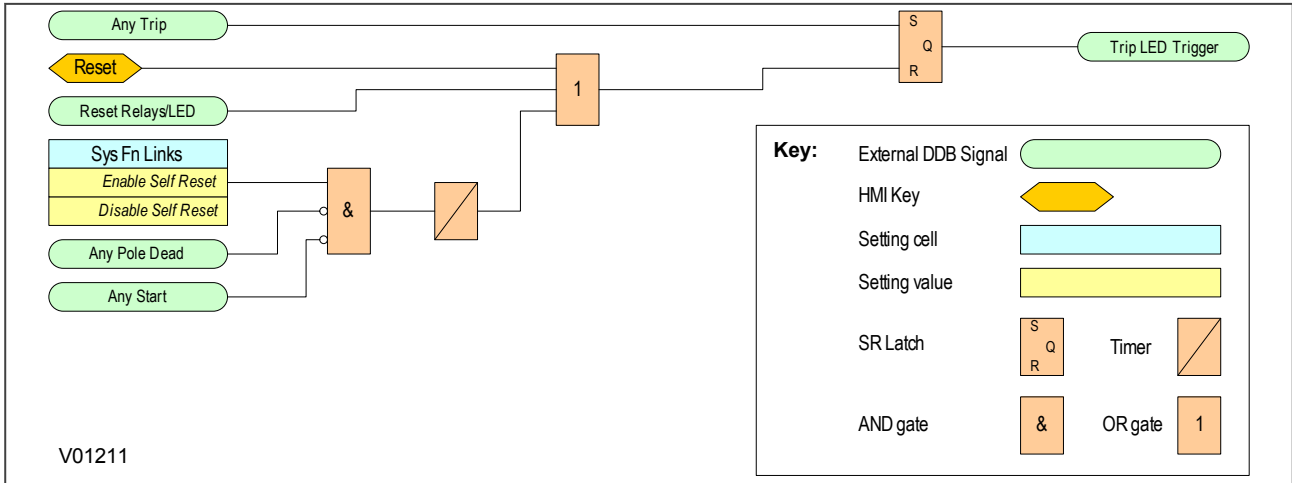 Any Trip
Reset
Reset Relays/LED
Sys Fn Links
Enable Self Reset
Disable Self Reset
Any Pole Dead
Any Start
&
1
S
Q
R
Trip LED Trigger
Key:
External DDB Signal
HMI Key
Setting cell
Setting value
SR Latch
S
Q
R
Timer
AND gate
&
OR gate
1
V01211